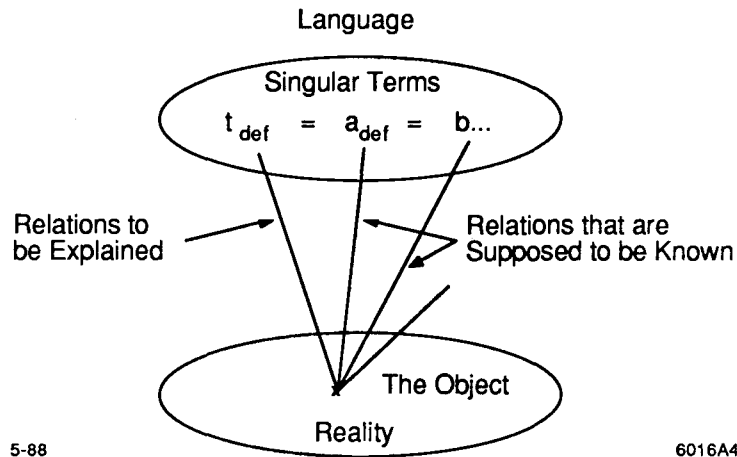 Language
Singular Terms
t def = a def = b...
Relations to
be Explained
Relations that are
Supposed to be Known
The Object
Reality
5-88
6016A4